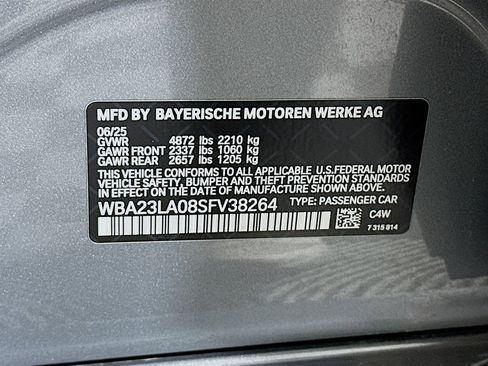 MFD BY BAYERISCHE MOTOREN WERKE AG
06/25
GVWR 4872 lbs 2210 kg
GAWR FRONT 2337 lbs 1060 kg
GAWR REAR 2657 lbs 1205 kg
THIS VEHICLE CONFORMS TO ALL APPLICABLE U.S.FEDERAL MOTOR
VEHICLE SAFETY, BUMPER, AND THEFT PREVENTION STANDARDS IN
EFFECT ON THE DATE OF MANUFACTURE SHOWN ABOVE.
WBA23LA08SFV38264 TYPE: PASSENGER CAR
C4W
7 315 814